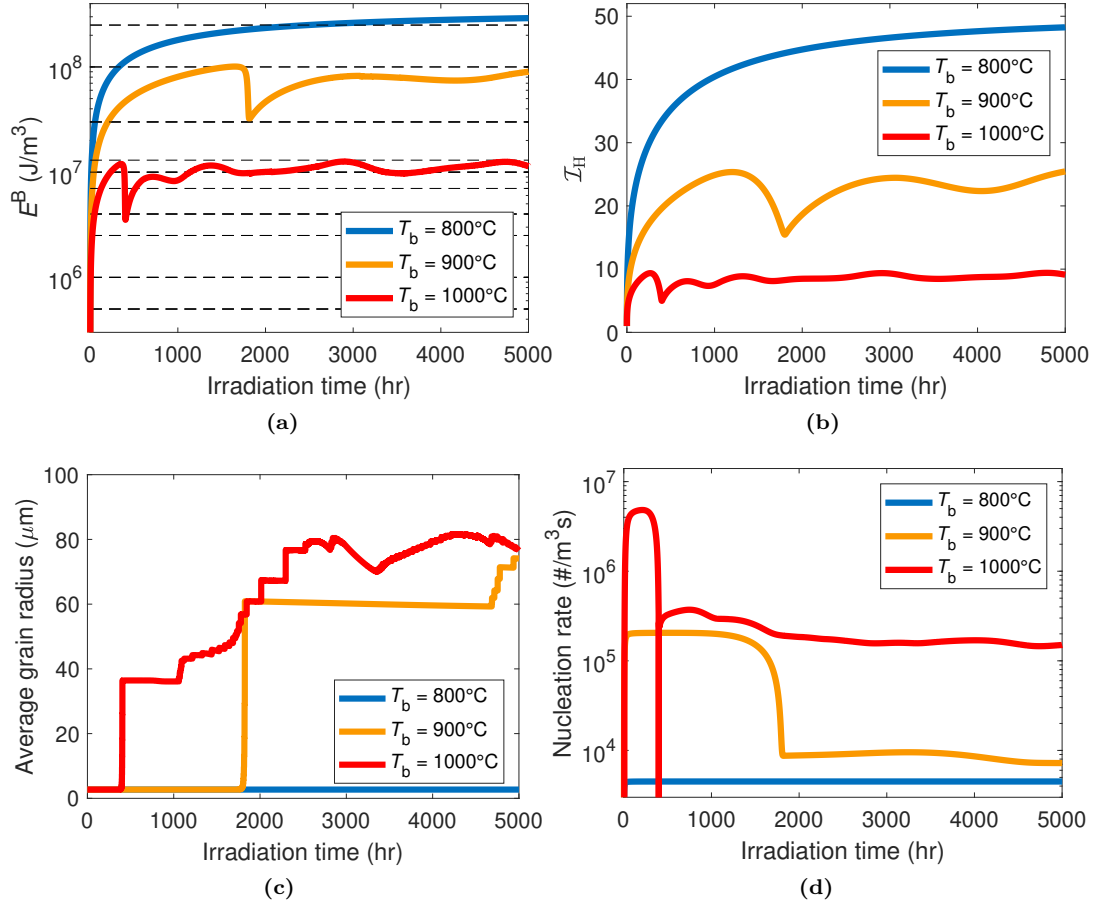 E^B (J/m^3)
10^8
10^7
10^6
T_b = 800°C
T_b = 900°C
T_b = 1000°C
0 1000 2000 3000 4000 5000
Irradiation time (hr)
(a)
ℐ_H
50
40
30
20
10
0
T_b = 800°C
T_b = 900°C
T_b = 1000°C
0 1000 2000 3000 4000 5000
Irradiation time (hr)
(b)
Average grain radius (μm)
100
80
60
40
20
0
T_b = 800°C
T_b = 900°C
T_b = 1000°C
0 1000 2000 3000 4000 5000
Irradiation time (hr)
(c)
Nucleation rate (#/m^3s)
10^7
10^6
10^5
10^4
T_b = 800°C
T_b = 900°C
T_b = 1000°C
0 1000 2000 3000 4000 5000
Irradiation time (hr)
(d)